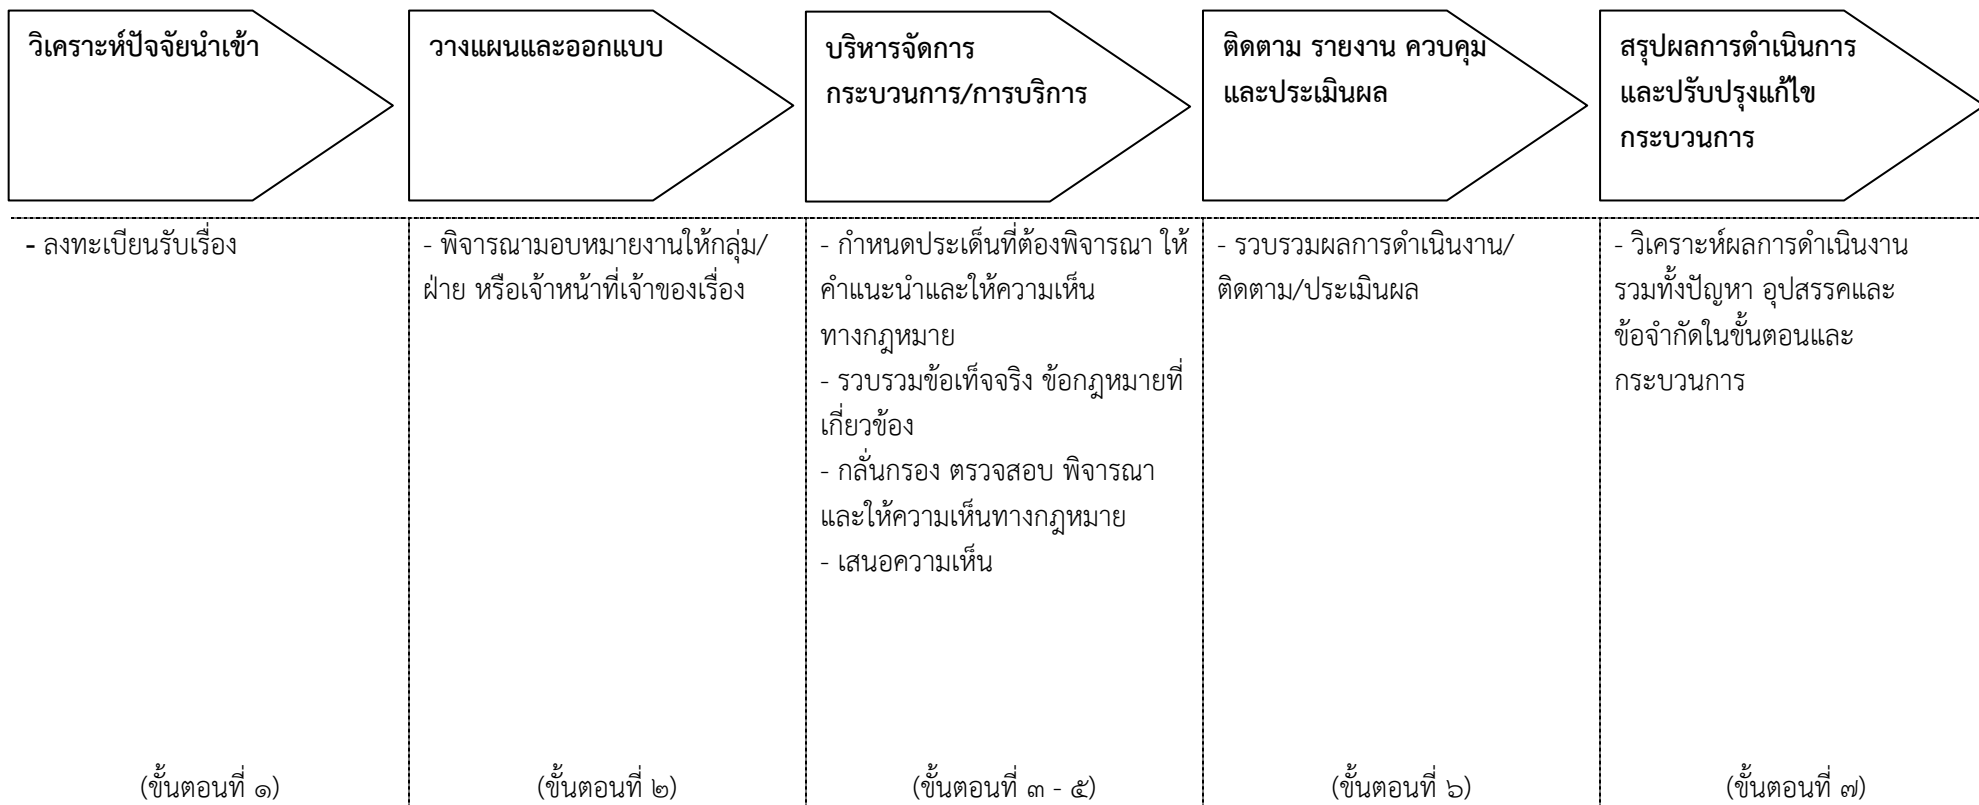 วิเคราะห์ปัจจัยนำเข้า
วางแผนและออกแบบ
บริหารจัดการ
กระบวนการ/การบริการ
ติดตาม รายงาน ควบคุม
และประเมินผล
สรุปผลการดำเนินการ
และปรับปรุงแก้ไข
กระบวนการ
- ลงทะเบียนรับเรื่อง
- พิจารณามอบหมายงานให้กลุ่ม/
ฝ่าย หรือเจ้าหน้าที่เจ้าของเรื่อง
- กำหนดประเด็นที่ต้องพิจารณา ให้
คำแนะนำและให้ความเห็น
ทางกฎหมาย
- รวบรวมข้อเท็จจริง ข้อกฎหมายที่
เกี่ยวข้อง
- กลั่นกรอง ตรวจสอบ พิจารณา
และให้ความเห็นทางกฎหมาย
- เสนอความเห็น
- รวบรวมผลการดำเนินงาน/
ติดตาม/ประเมินผล
- วิเคราะห์ผลการดำเนินงาน
รวมทั้งปัญหา อุปสรรคและ
ข้อจำกัดในขั้นตอนและ
กระบวนการ
(ขั้นตอนที่ ๑)
(ขั้นตอนที่ ๒)
(ขั้นตอนที่ ๓ - ๕)
(ขั้นตอนที่ ๖)
(ขั้นตอนที่ ๗)